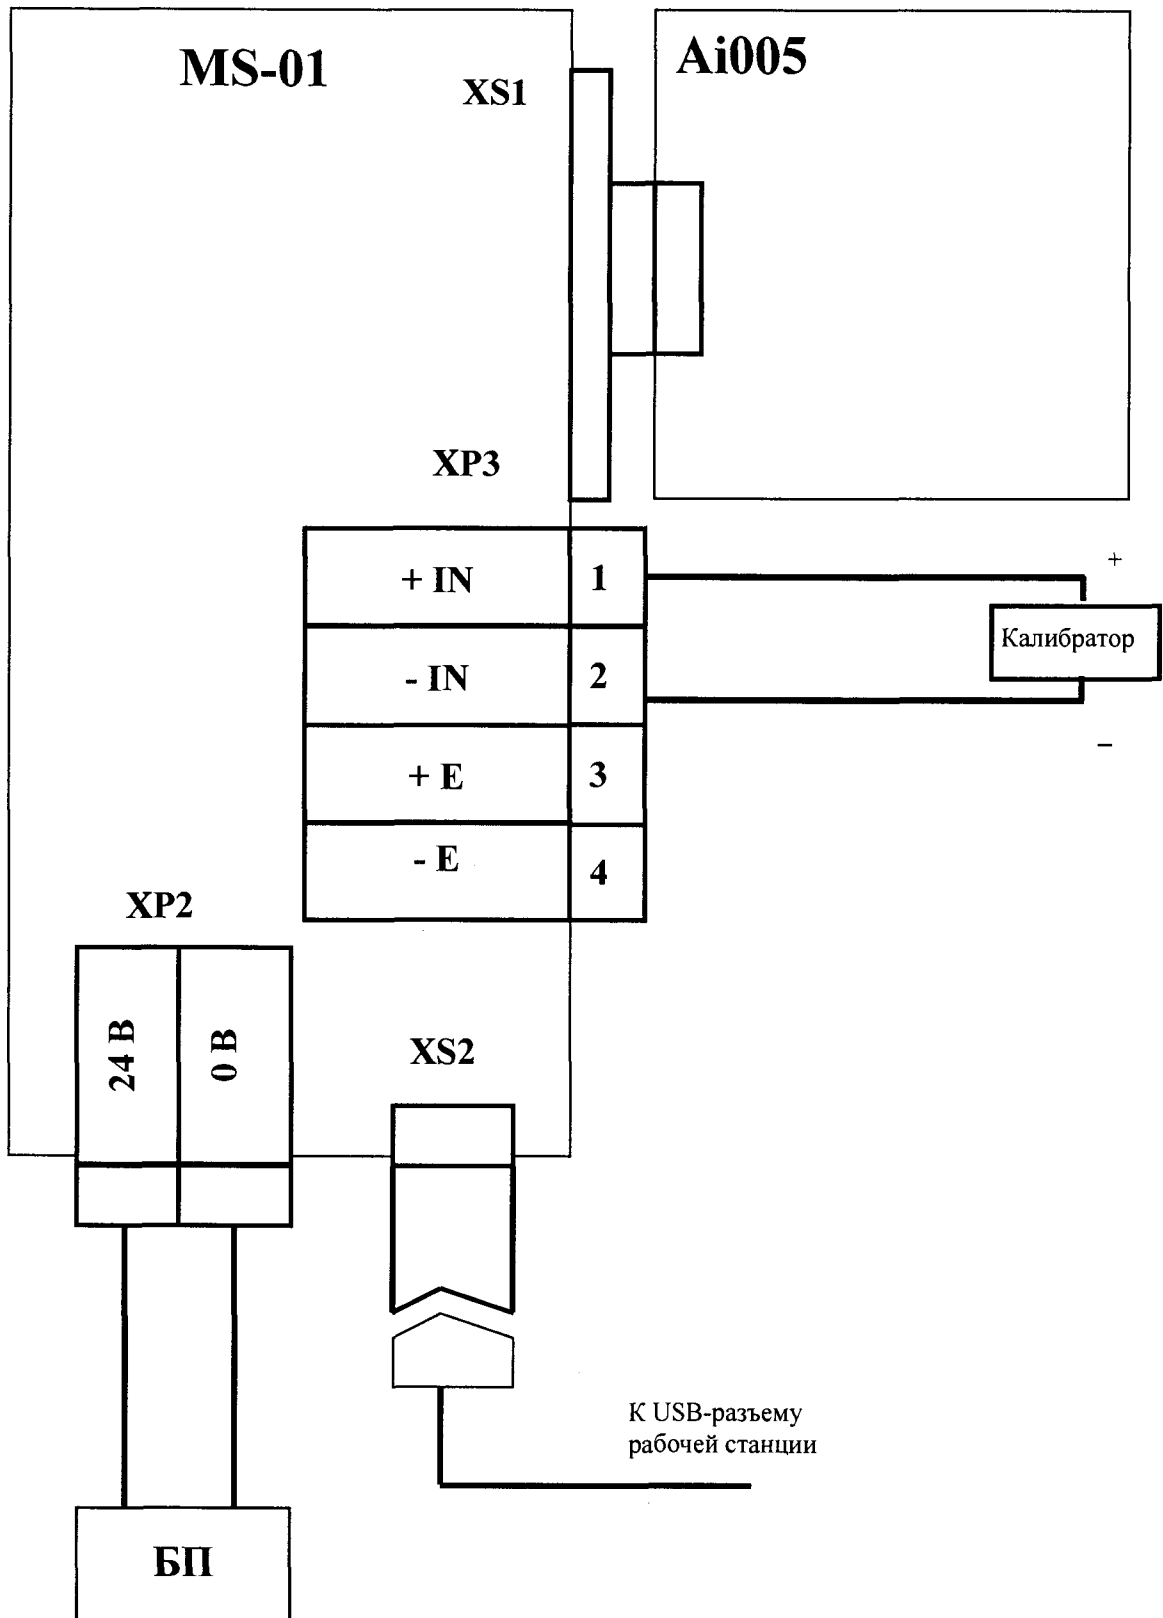 MS-01
Ai005
XS1
XP3
+ IN 1
- IN 2
+ E 3
- E 4
+
Калибратор
–
XP2
24 В
0 В
XS2
К USB-разъему
рабочей станции
БП